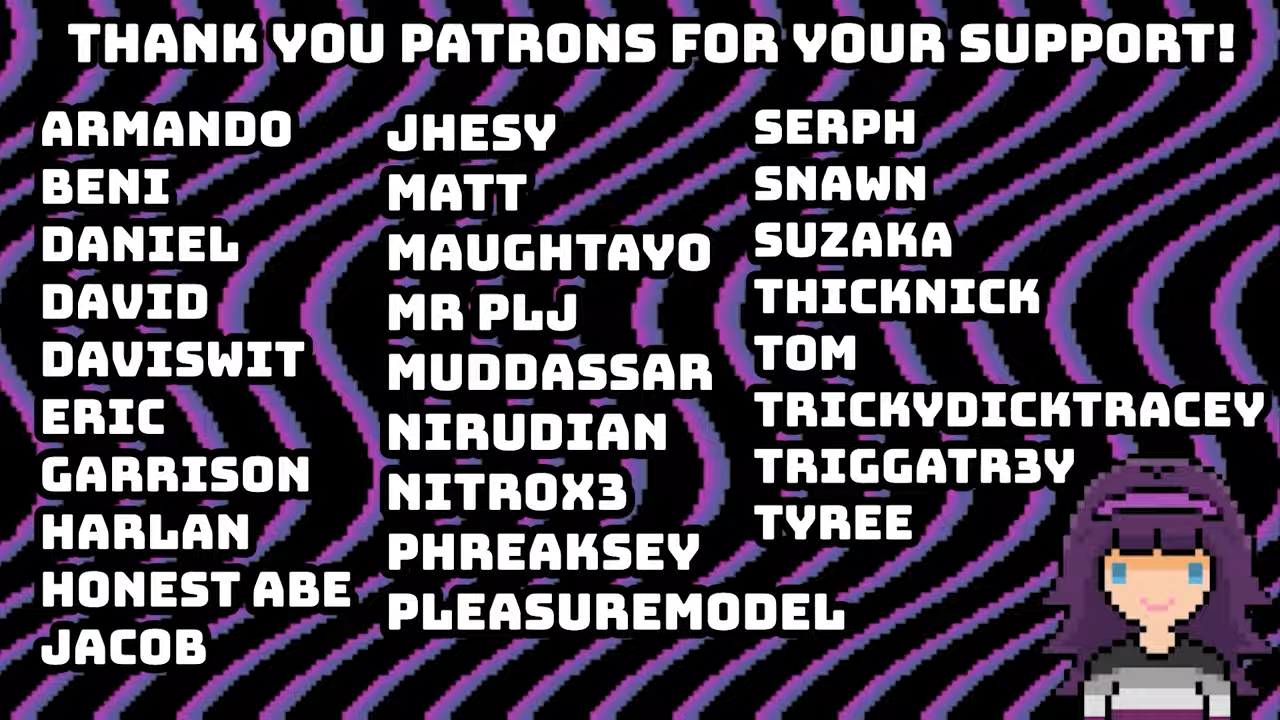 THANK YOU PATRONS FOR YOUR SUPPORT!
ARMANDO
BENI
DANIEL
DAVID
DAVISWIT
ERIC
GARRISON
HARLAN
HONEST ABE
JACOB
JHESY
MATT
MAUGHTAYO
MR PLJ
MUDDASSAR
NIRUDIAN
NITROX3
PHREAKSEY
PLEASUREMODEL
SERPH
SNAWN
SUZAKA
THICKNICK
TOM
TRICKYDICKTRACEY
TRIGGATR3Y
TYREE